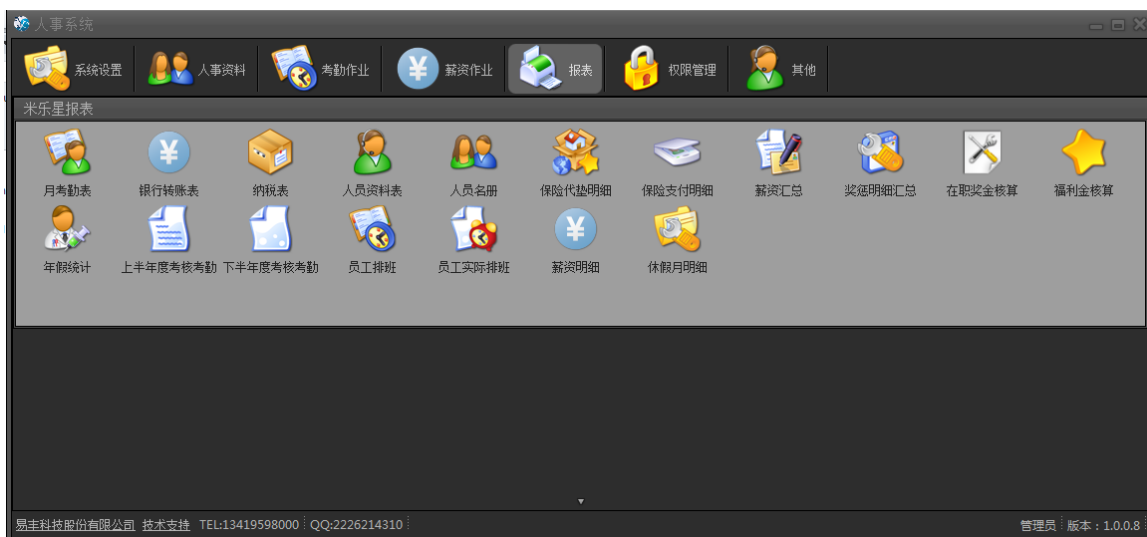 人事系统
系统设置 人事资料 考勤作业 薪资作业 报表 权限管理 其他
米乐星报表
月考勤表 银行转账表 纳税表 人员资料表 人员名册 保险代垫明细 保险支付明细 薪资汇总 奖惩明细汇总 在职奖金核算 福利金核算
年假统计 上半年度考核考勤 下半年度考核考勤 员工排班 员工实际排班 薪资明细 休假月明细
易丰科技股份有限公司 技术支持 TEL:13419598000 QQ:2226214310 管理员 版本：1.0.0.8